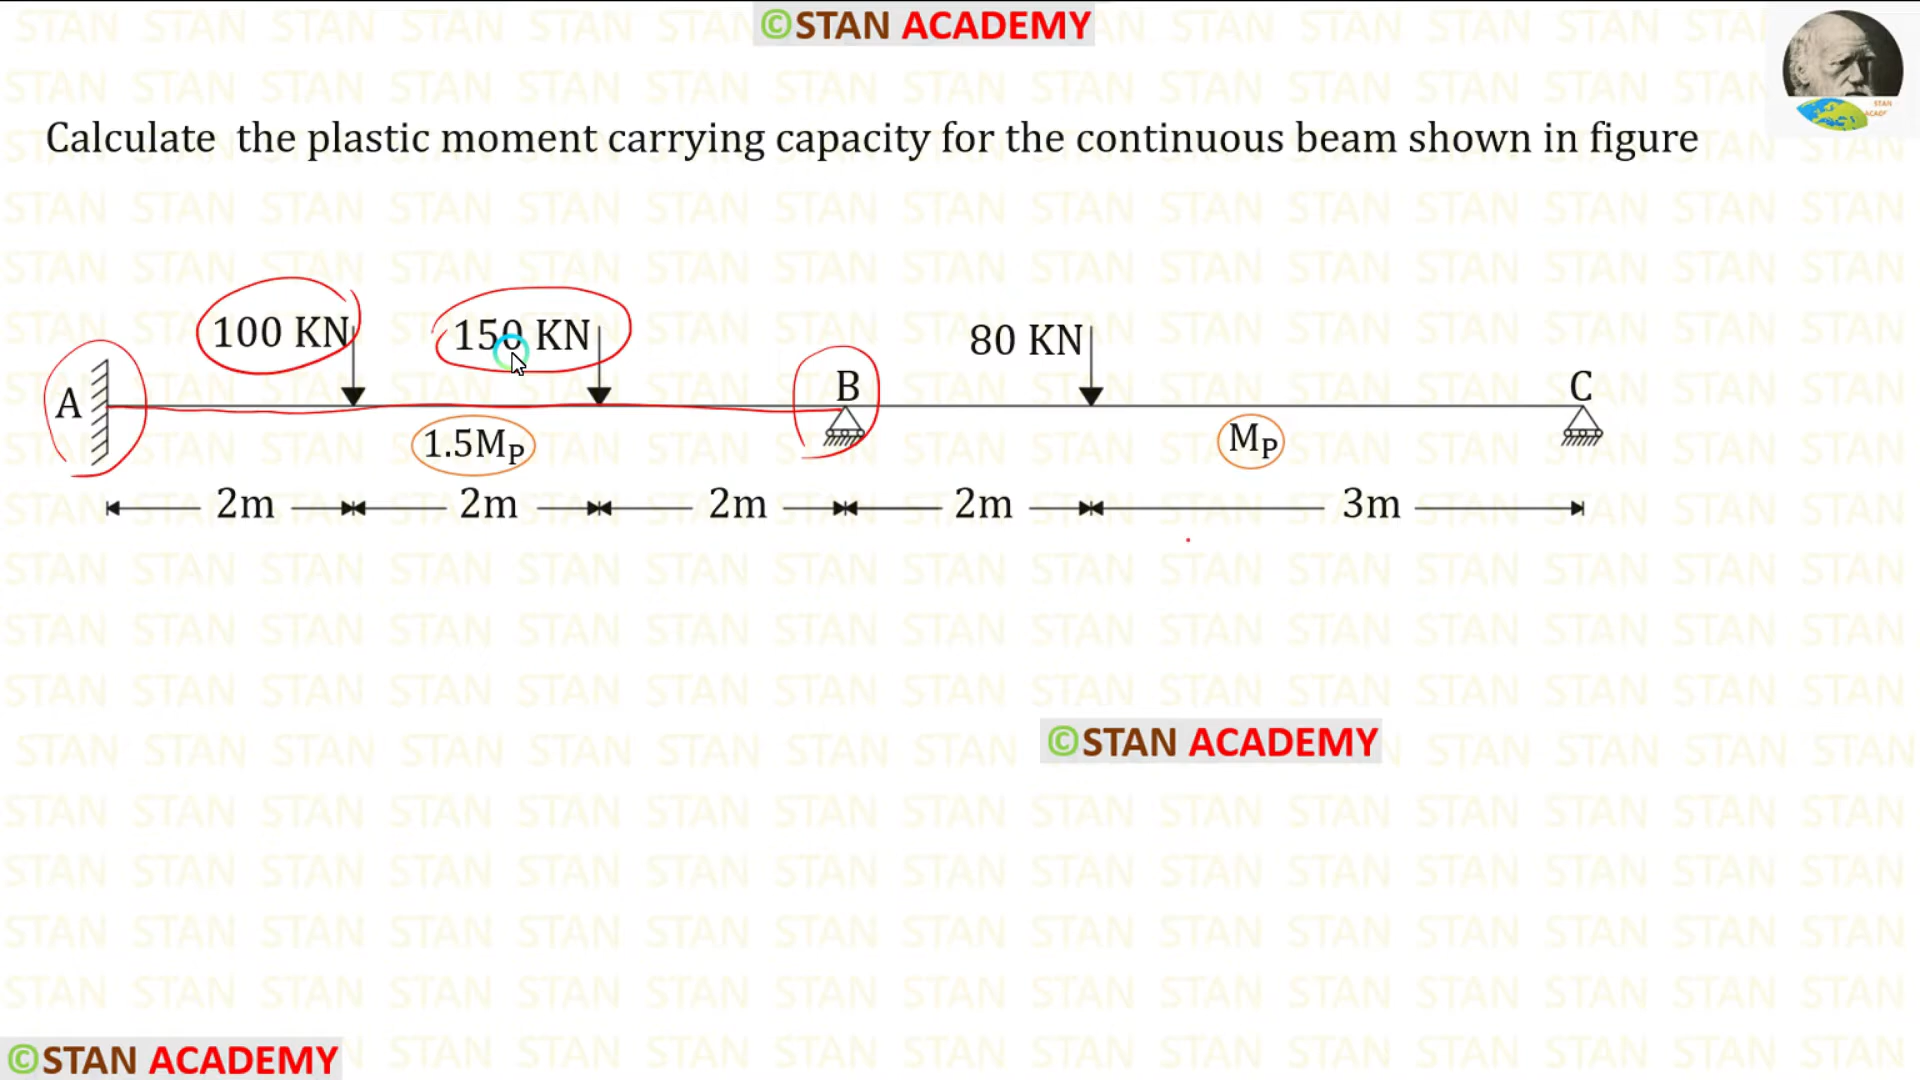 ©STAN ACADEMY
Calculate the plastic moment carrying capacity for the continuous beam shown in figure
100 KN
150 KN
80 KN
A
B
C
1.5Mₚ
Mₚ
2m
2m
2m
2m
3m
©STAN ACADEMY
©STAN ACADEMY